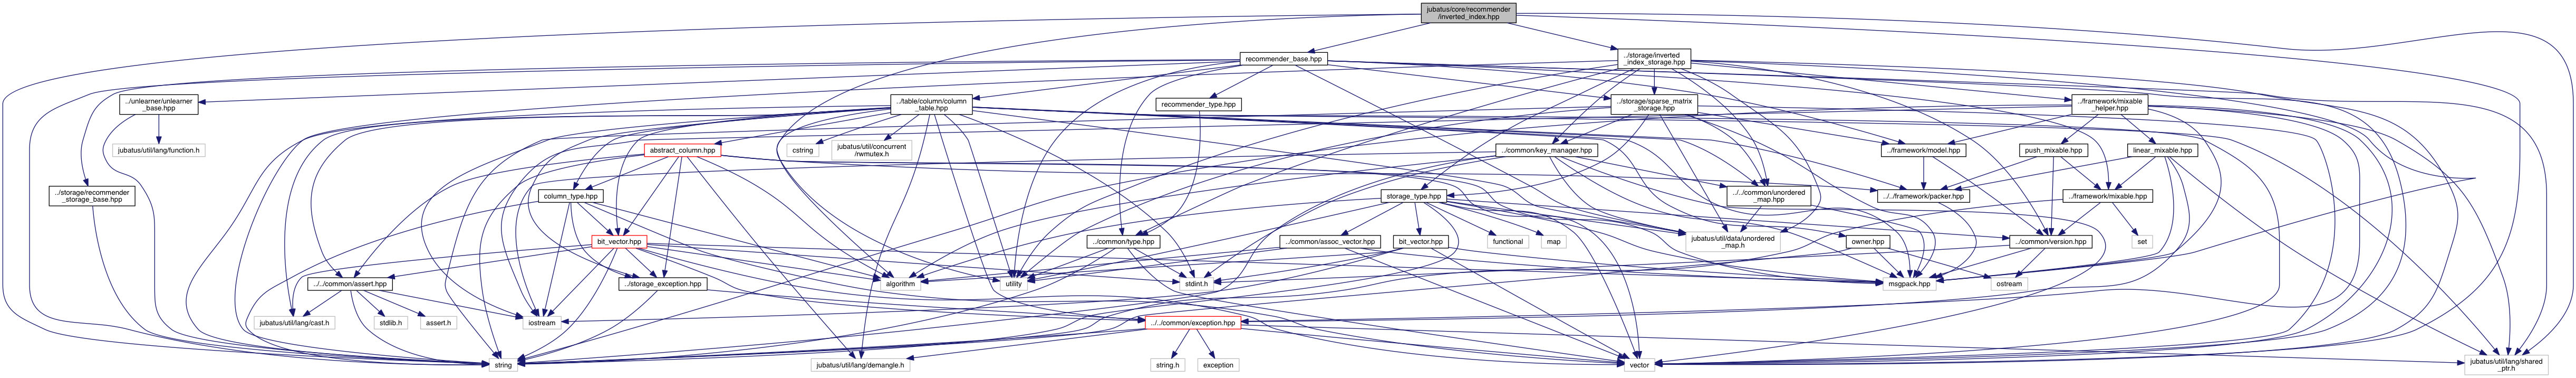 jubatus/core/recommender
/inverted_index.hpp
recommender_base.hpp
../storage/inverted
_index_storage.hpp
../unlearner/unlearner
_base.hpp
../table/column/column
_table.hpp
recommender_type.hpp
../storage/sparse_matrix
_storage.hpp
../framework/mixable
_helper.hpp
jubatus/util/lang/function.h
abstract_column.hpp
cstring
jubatus/util/concurrent
/rwmutex.h
../common/key_manager.hpp
../framework/model.hpp
push_mixable.hpp
linear_mixable.hpp
../storage/recommender
_storage_base.hpp
column_type.hpp
storage_type.hpp
../../common/unordered
_map.hpp
../../framework/packer.hpp
../framework/mixable.hpp
bit_vector.hpp
../common/type.hpp
../common/assoc_vector.hpp
bit_vector.hpp
functional
map
jubatus/util/data/unordered
_map.h
owner.hpp
../common/version.hpp
set
../../common/assert.hpp
../storage_exception.hpp
algorithm
utility
stdint.h
msgpack.hpp
ostream
jubatus/util/lang/cast.h
stdlib.h
assert.h
iostream
../../common/exception.hpp
string
jubatus/util/lang/demangle.h
string.h
exception
vector
jubatus/util/lang/shared
_ptr.h